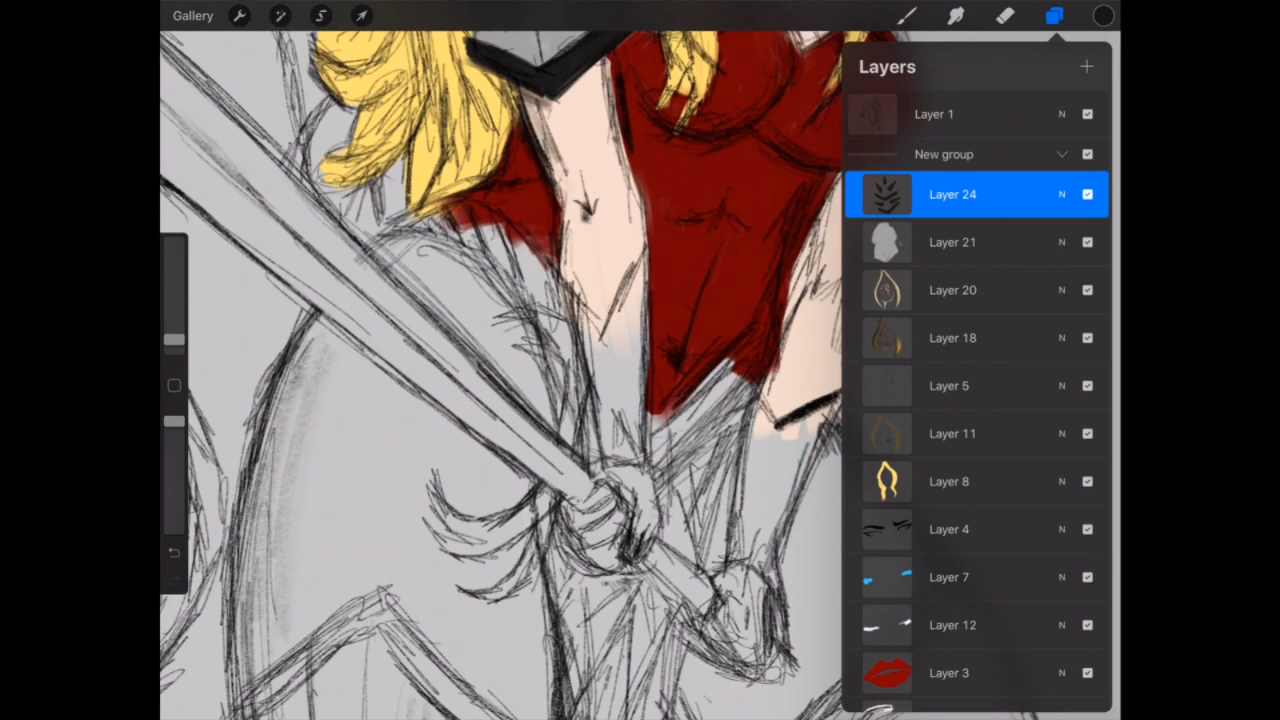 Gallery
Layers
Layer 1 N
New group
Layer 24 N
Layer 21 N
Layer 20 N
Layer 18 N
Layer 5 N
Layer 11 N
Layer 8 N
Layer 4 N
Layer 7 N
Layer 12 N
Layer 3 N